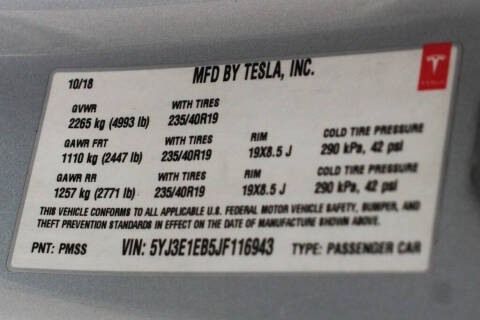 10/18 MFD BY TESLA, INC.
TESLA
GVWR WITH TIRES
2265 kg (4993 lb) 235/40R19
GAWR FRT WITH TIRES RIM COLD TIRE PRESSURE
1110 kg (2447 lb) 235/40R19 19X8.5 J 290 kPa, 42 psi
GAWR RR WITH TIRES RIM COLD TIRE PRESSURE
1257 kg (2771 lb) 235/40R19 19X8.5 J 290 kPa, 42 psi
THIS VEHICLE CONFORMS TO ALL APPLICABLE U.S. FEDERAL MOTOR VEHICLE SAFETY, BUMPER, AND
THEFT PREVENTION STANDARDS IN EFFECT ON THE DATE OF MANUFACTURE SHOWN ABOVE.
PNT: PMSS VIN: 5YJ3E1EB5JF116943 TYPE: PASSENGER CAR